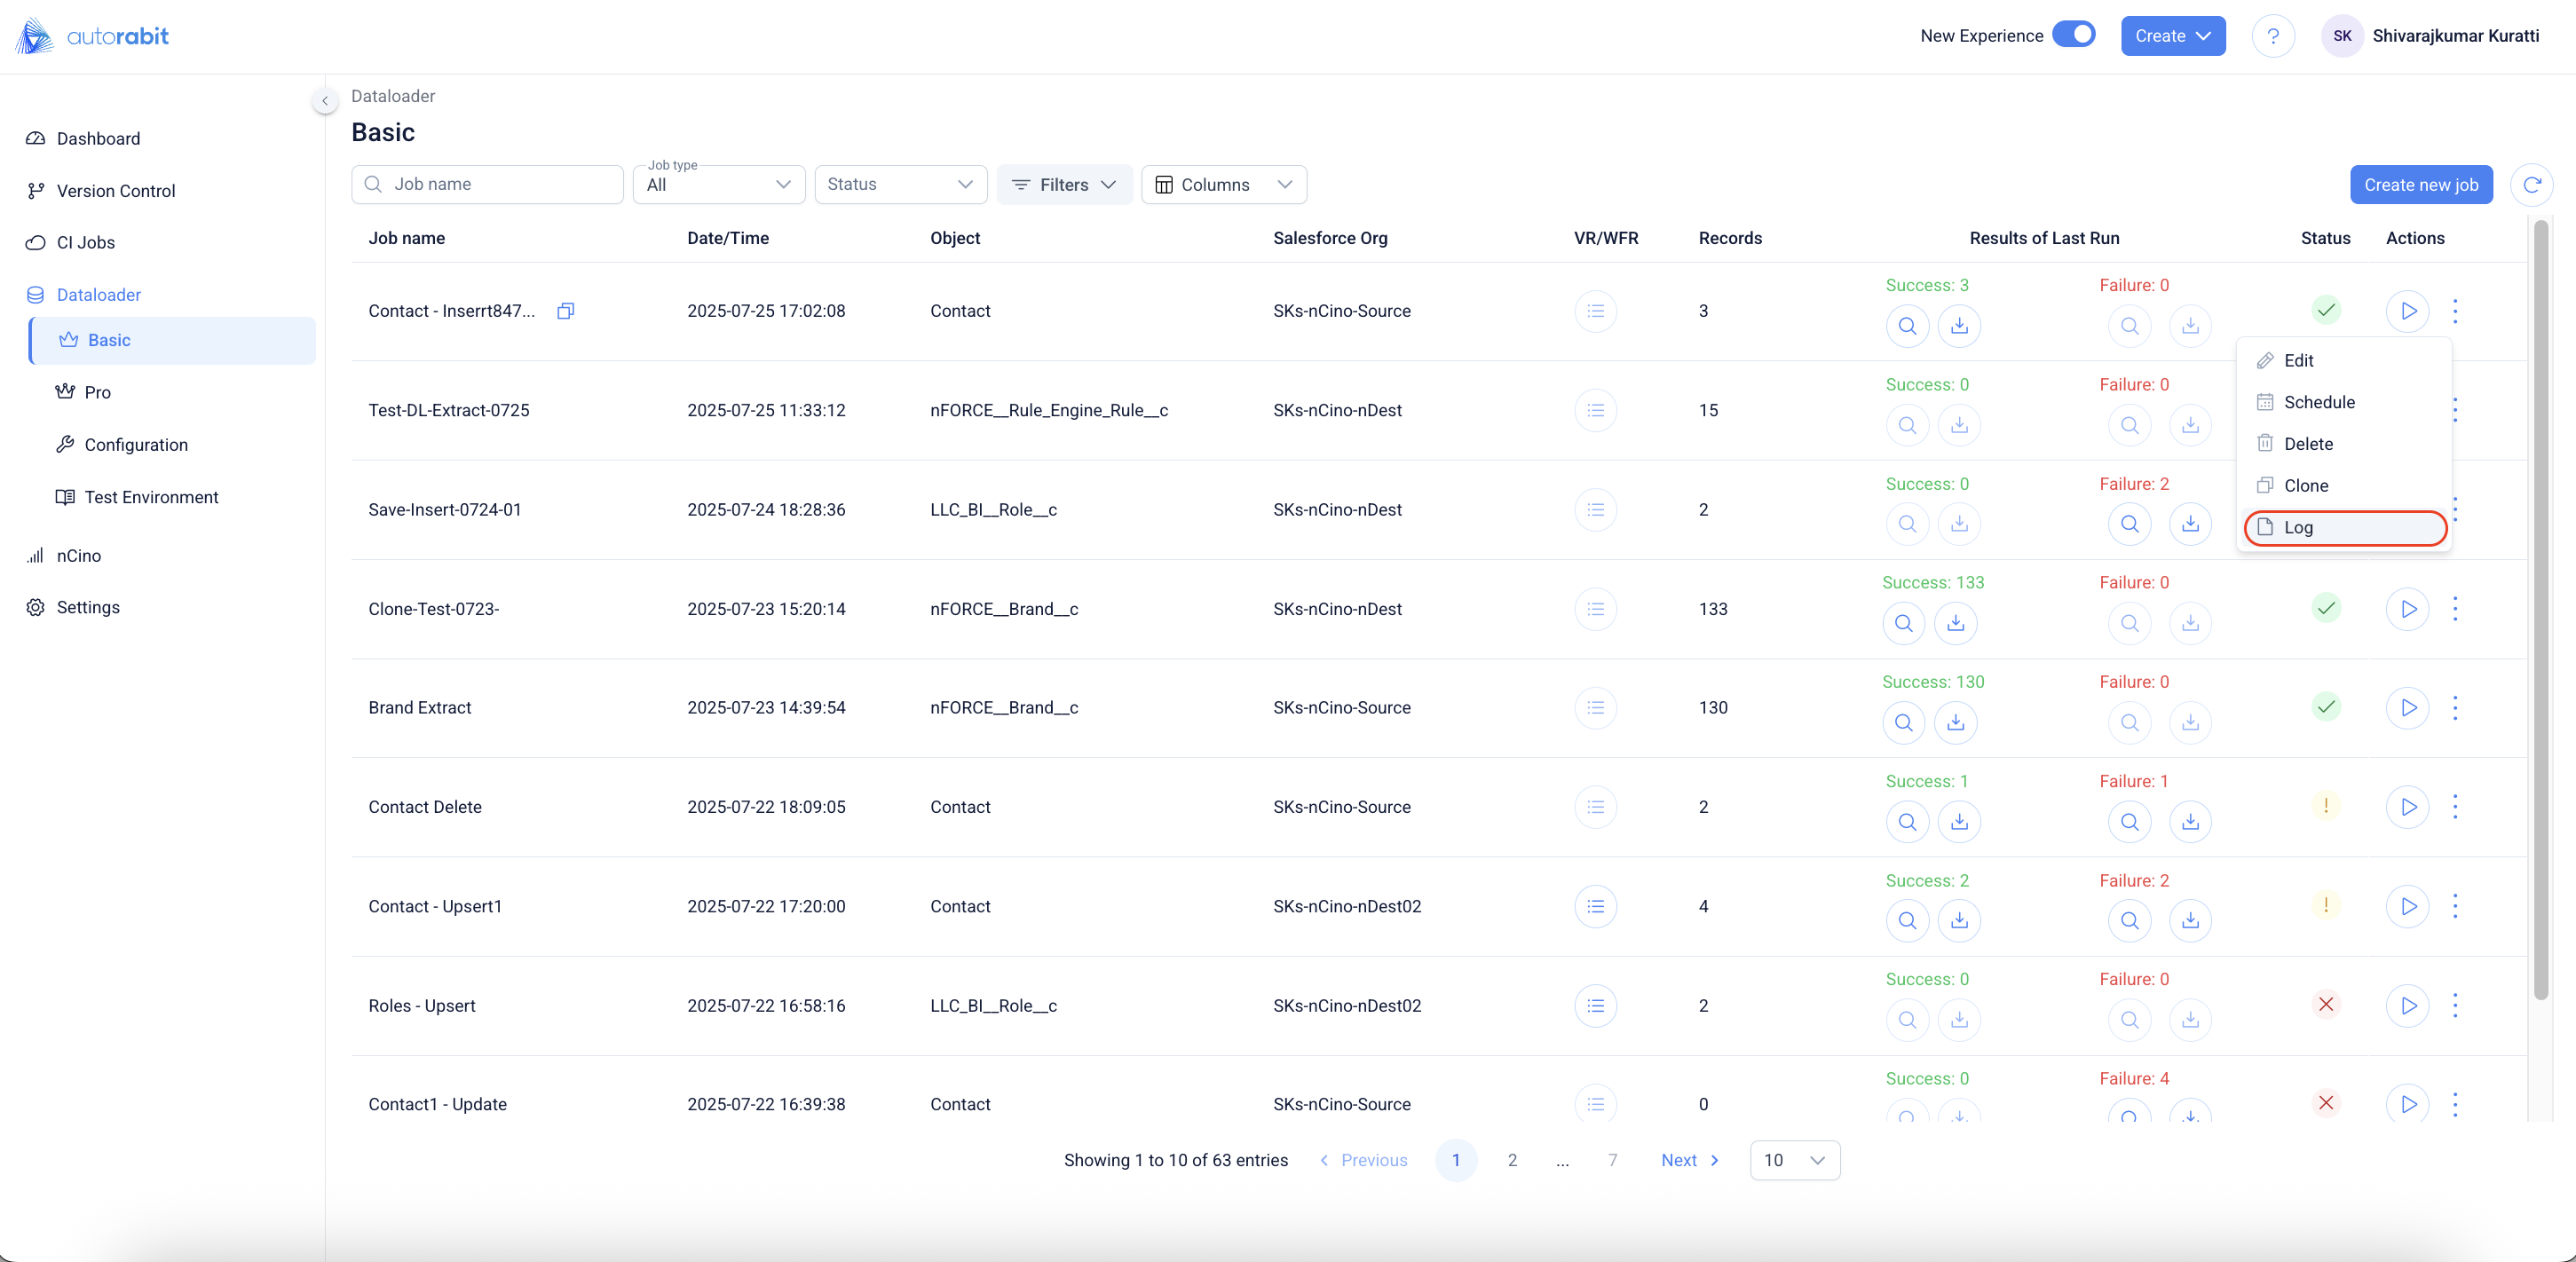 autorabit
New Experience
Create
?
SK
Shivarajkumar Kuratti
Dashboard
Version Control
CI Jobs
Dataloader
Basic
Pro
Configuration
Test Environment
nCino
Settings
Dataloader
Basic
Job name
Job type
All
Status
Filters
Columns
Create new job
Job name Date/Time Object Salesforce Org VR/WFR Records Results of Last Run Status Actions
Success: 3 Failure: 0
Contact - Inserrt847... 2025-07-25 17:02:08 Contact SKs-nCino-Source 3
Success: 0 Failure: 0
Test-DL-Extract-0725 2025-07-25 11:33:12 nFORCE__Rule_Engine_Rule__c SKs-nCino-nDest 15
Success: 0 Failure: 2
Save-Insert-0724-01 2025-07-24 18:28:36 LLC_BI__Role__c SKs-nCino-nDest 2
Edit
Schedule
Delete
Clone
Log
Success: 133 Failure: 0
Clone-Test-0723- 2025-07-23 15:20:14 nFORCE__Brand__c SKs-nCino-nDest 133
Success: 130 Failure: 0
Brand Extract 2025-07-23 14:39:54 nFORCE__Brand__c SKs-nCino-Source 130
Success: 1 Failure: 1
Contact Delete 2025-07-22 18:09:05 Contact SKs-nCino-Source 2
Success: 2 Failure: 2
Contact - Upsert1 2025-07-22 17:20:00 Contact SKs-nCino-nDest02 4
Success: 0 Failure: 0
Roles - Upsert 2025-07-22 16:58:16 LLC_BI__Role__c SKs-nCino-nDest02 2
Success: 0 Failure: 4
Contact1 - Update 2025-07-22 16:39:38 Contact SKs-nCino-Source 0
Showing 1 to 10 of 63 entries Previous 1 2 ... 7 Next 10